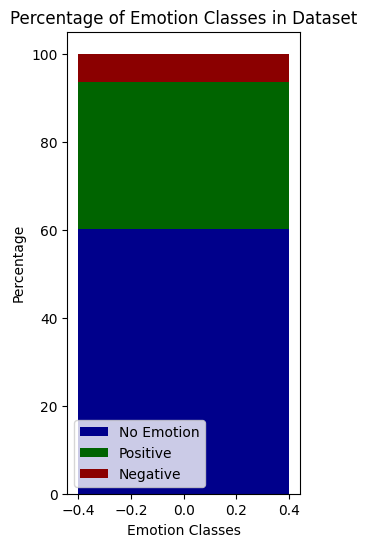 Percentage of Emotion Classes in Dataset
100
80
60
40
20
0
Percentage
No Emotion
Positive
Negative
−0.4 −0.2 0.0 0.2 0.4
Emotion Classes